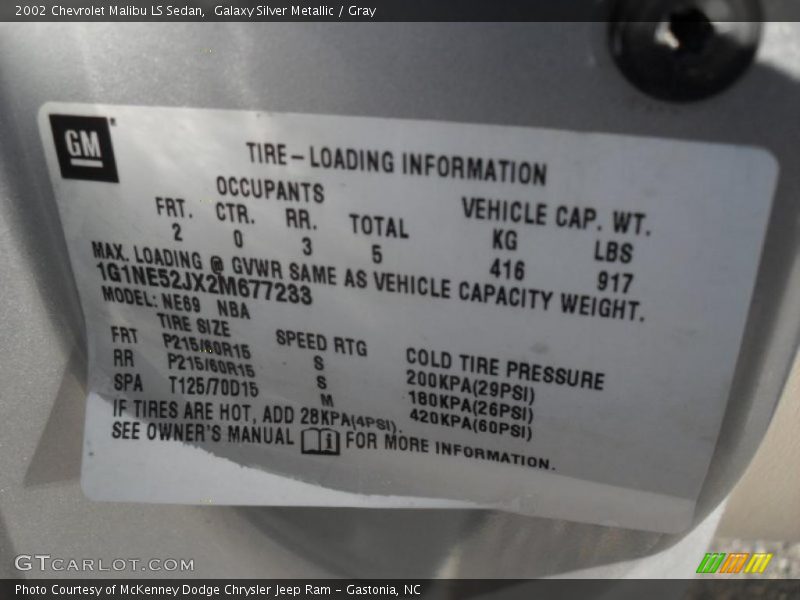 2002 Chevrolet Malibu LS Sedan,  Galaxy Silver Metallic / Gray
GM
TIRE-LOADING INFORMATION
OCCUPANTS VEHICLE CAP. WT.
FRT. CTR. RR. TOTAL KG LBS
2 0 3 5 416 917
MAX. LOADING @ GVWR SAME AS VEHICLE CAPACITY WEIGHT.
1G1NE52JX2M677233
MODEL: NE69 NBA
TIRE SIZE SPEED RTG COLD TIRE PRESSURE
FRT P215/60R15 S 200KPA(29PSI)
RR P215/60R15 S 180KPA(26PSI)
SPA T125/70D15 M 420KPA(60PSI)
IF TIRES ARE HOT, ADD 28KPA(4PSI).
SEE OWNER'S MANUAL i FOR MORE INFORMATION.
GTCARLOT.COM
Photo Courtesy of McKenney Dodge Chrysler Jeep Ram - Gastonia, NC